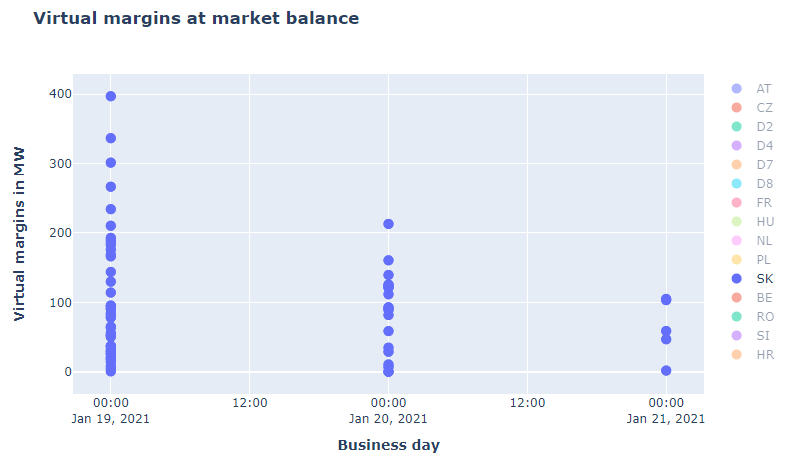 Virtual margins at market balance
Virtual margins in MW
400
300
200
100
0
00:00
Jan 19, 2021
12:00
00:00
Jan 20, 2021
12:00
00:00
Jan 21, 2021
Business day
AT
CZ
D2
D4
D7
D8
FR
HU
NL
PL
SK
BE
RO
SI
HR